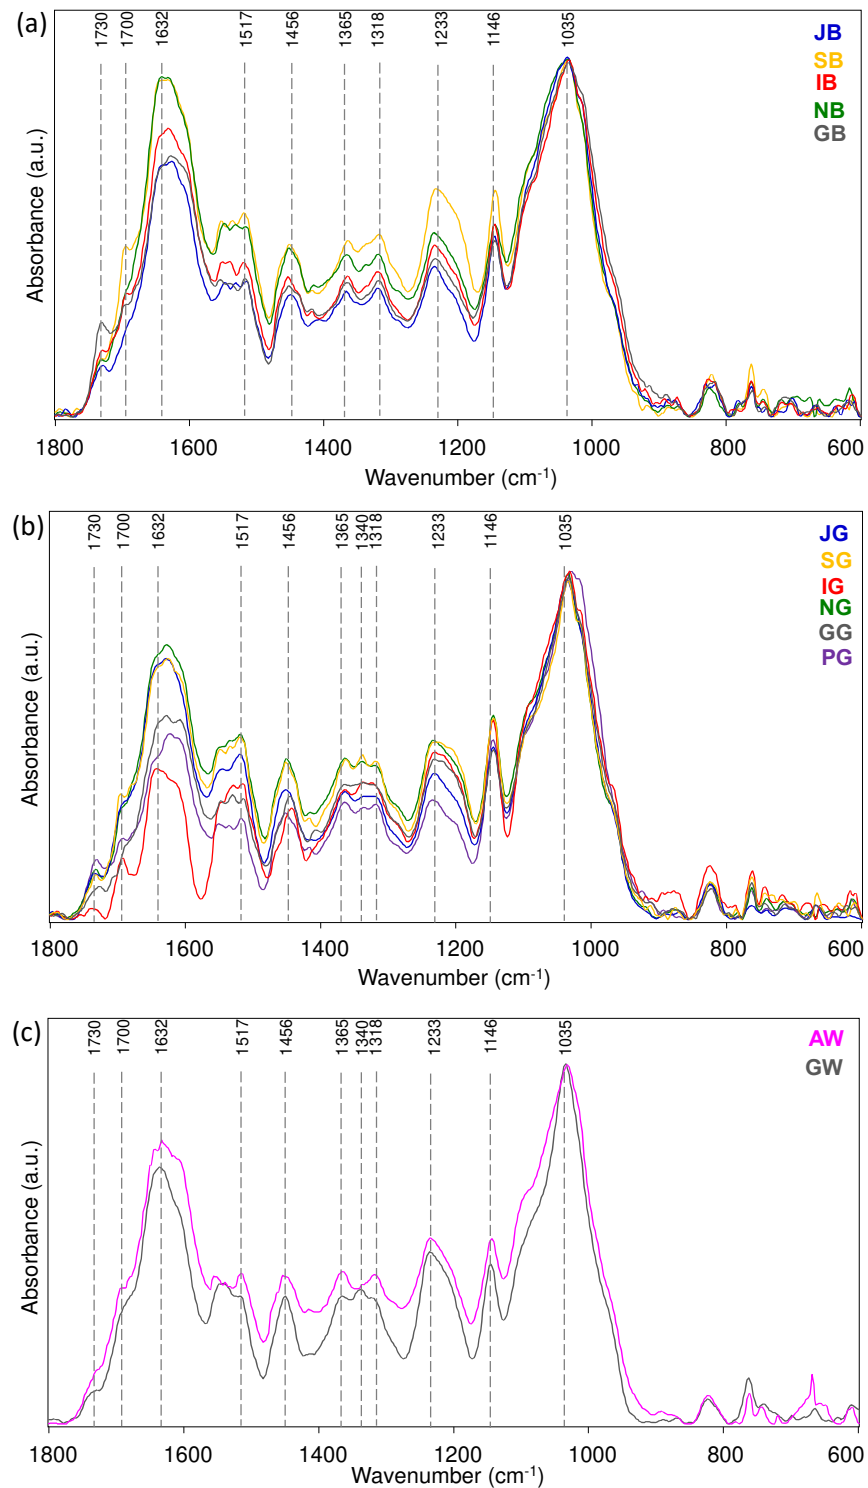 (a)
1730 1700 1632 1517 1456 1365 1318 1233 1146 1035
JB
SB
IB
NB
GB
Absorbance (a.u.)
1800 1600 1400 1200 1000 800 600
Wavenumber (cm-1)
(b)
1730 1700 1632 1517 1456 1365 1340 1318 1233 1146 1035
JG
SG
IG
NG
GG
PG
Absorbance (a.u.)
1800 1600 1400 1200 1000 800 600
Wavenumber (cm-1)
(c)
1730 1700 1632 1517 1456 1365 1340 1318 1233 1146 1035
AW
GW
Absorbance (a.u.)
1800 1600 1400 1200 1000 800 600
Wavenumber (cm-1)